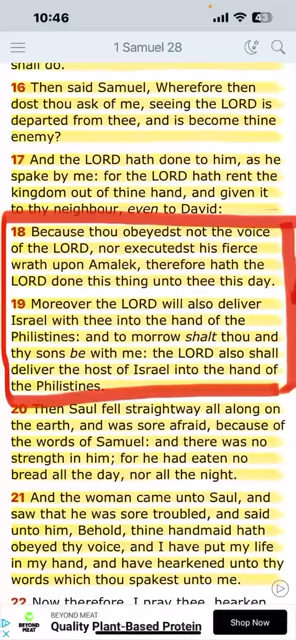 10:46
43
1 Samuel 28
shall do.
16 Then said Samuel, Wherefore then
dost thou ask of me, seeing the LORD is
departed from thee, and is become thine
enemy?
17 And the LORD hath done to him, as he
spake by me: for the LORD hath rent the
kingdom out of thine hand, and given it
to thy neighbour, even to David:
18 Because thou obeyedst not the voice
of the LORD, nor executedst his fierce
wrath upon Amalek, therefore hath the
LORD done this thing unto thee this day.
19 Moreover the LORD will also deliver
Israel with thee into the hand of the
Philistines: and to morrow shalt thou and
thy sons be with me: the LORD also shall
deliver the host of Israel into the hand of
the Philistines.
20 Then Saul fell straightway all along on
the earth, and was sore afraid, because of
the words of Samuel: and there was no
strength in him; for he had eaten no
bread all the day, nor all the night.
21 And the woman came unto Saul, and
saw that he was sore troubled, and said
unto him, Behold, thine handmaid hath
obeyed thy voice, and I have put my life
in my hand, and have hearkened unto thy
words which thou spakest unto me.
22 Now therefore, I pray thee, hearken
BEYOND MEAT
BEYOND MEAT
Quality Plant-Based Protein
Shop Now